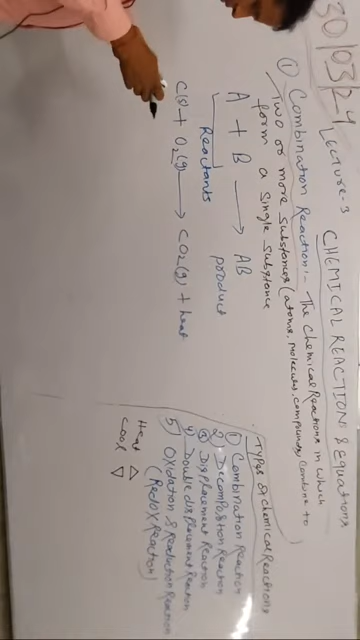 30/03/24
LECTURE-3
CHEMICAL REACTION & EQUATIONS
① Combination Reaction:- The Chemical Reactions in which
Two or more substances (atoms, molecules, compounds) combine to
form a single substance
A + B ⟶ AB
Reactants product
C(s) + O2(g) ⟶ CO2(g) + heat
Types of chemical Reactions
① Combination Reaction
2) Decomposition Reaction
③ Displacement Reaction
4) Double displacement Reaction
5) Oxidation & Reduction Reaction
(Redox Reaction)
Heat △
Cool ▽